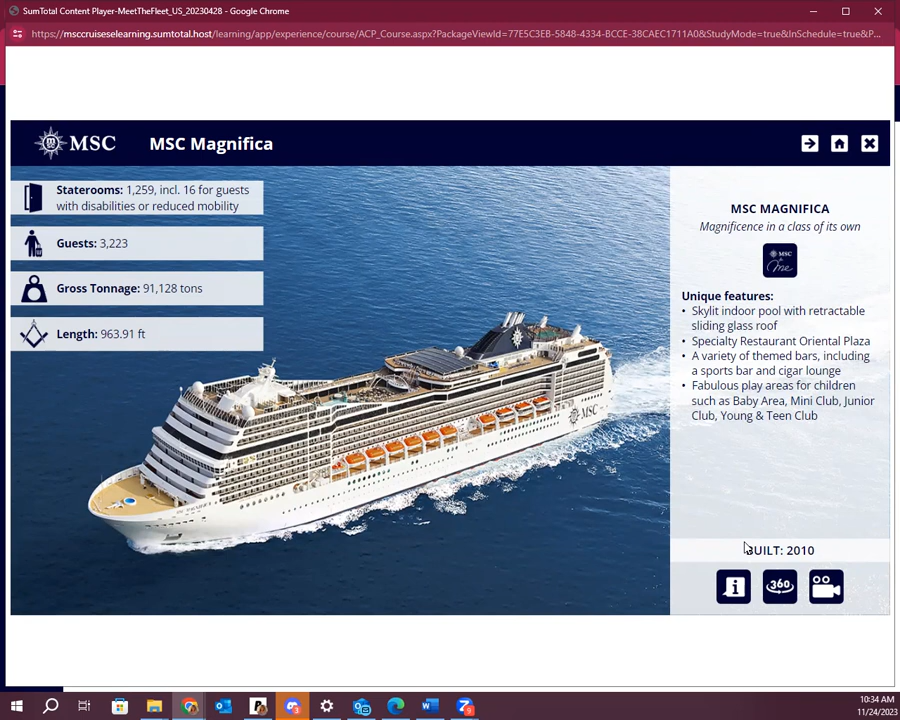 SumTotal Content Player-MeetTheFleet_US_20230428 - Google Chrome
https://msccruiseselearning.sumtotal.host/learning/app/experience/course/ACP_Course.aspx?PackageViewId=77E5C3EB-5848-4334-BCCE-38CAEC1711A0&StudyMode=true&InSchedule=true&P...
MSC
MSC Magnifica
Staterooms: 1,259, incl. 16 for guests
with disabilities or reduced mobility
Guests: 3,223
Gross Tonnage: 91,128 tons
Length: 963.91 ft
MSC
MSC MAGNIFICA
Magnificence in a class of its own
MSC
& me
Unique features:
• Skylit indoor pool with retractable
sliding glass roof
• Specialty Restaurant Oriental Plaza
• A variety of themed bars, including
a sports bar and cigar lounge
• Fabulous play areas for children
such as Baby Area, Mini Club, Junior
Club, Young & Teen Club
BUILT: 2010
360
10:34 AM
11/24/2023